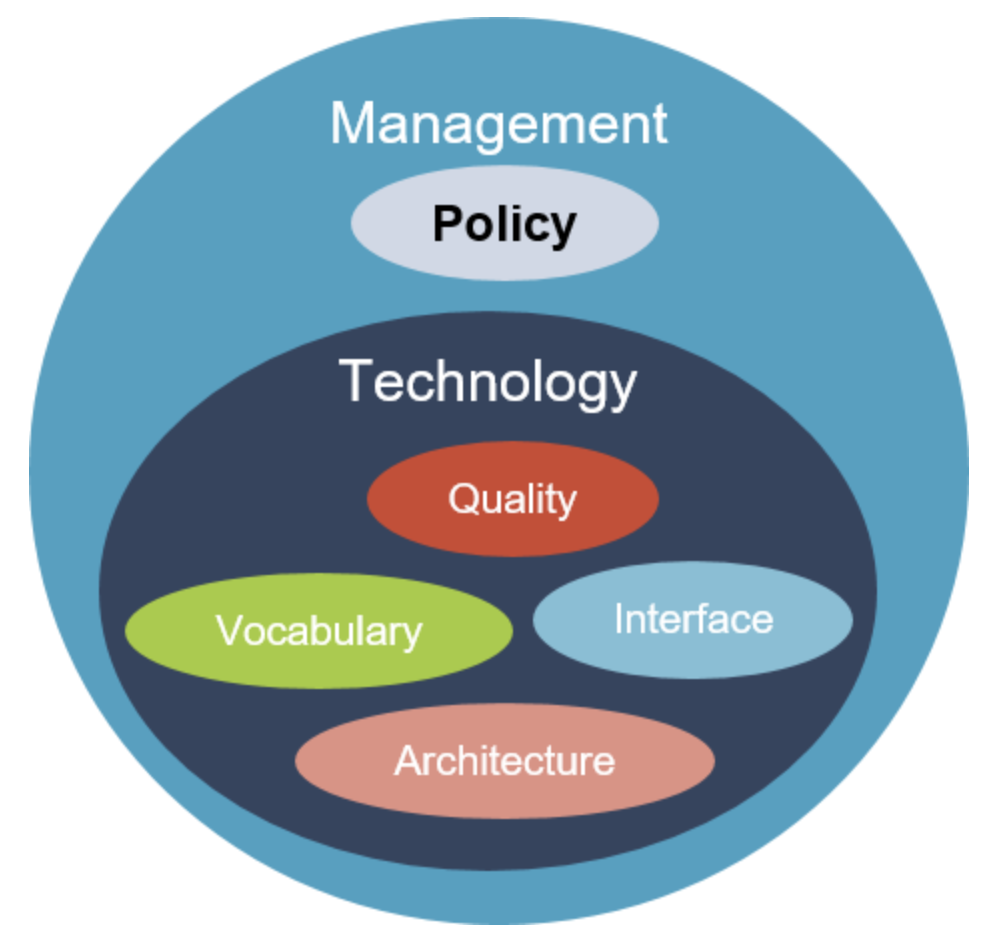 Management
Policy
Technology
Quality
Vocabulary
Interface
Architecture